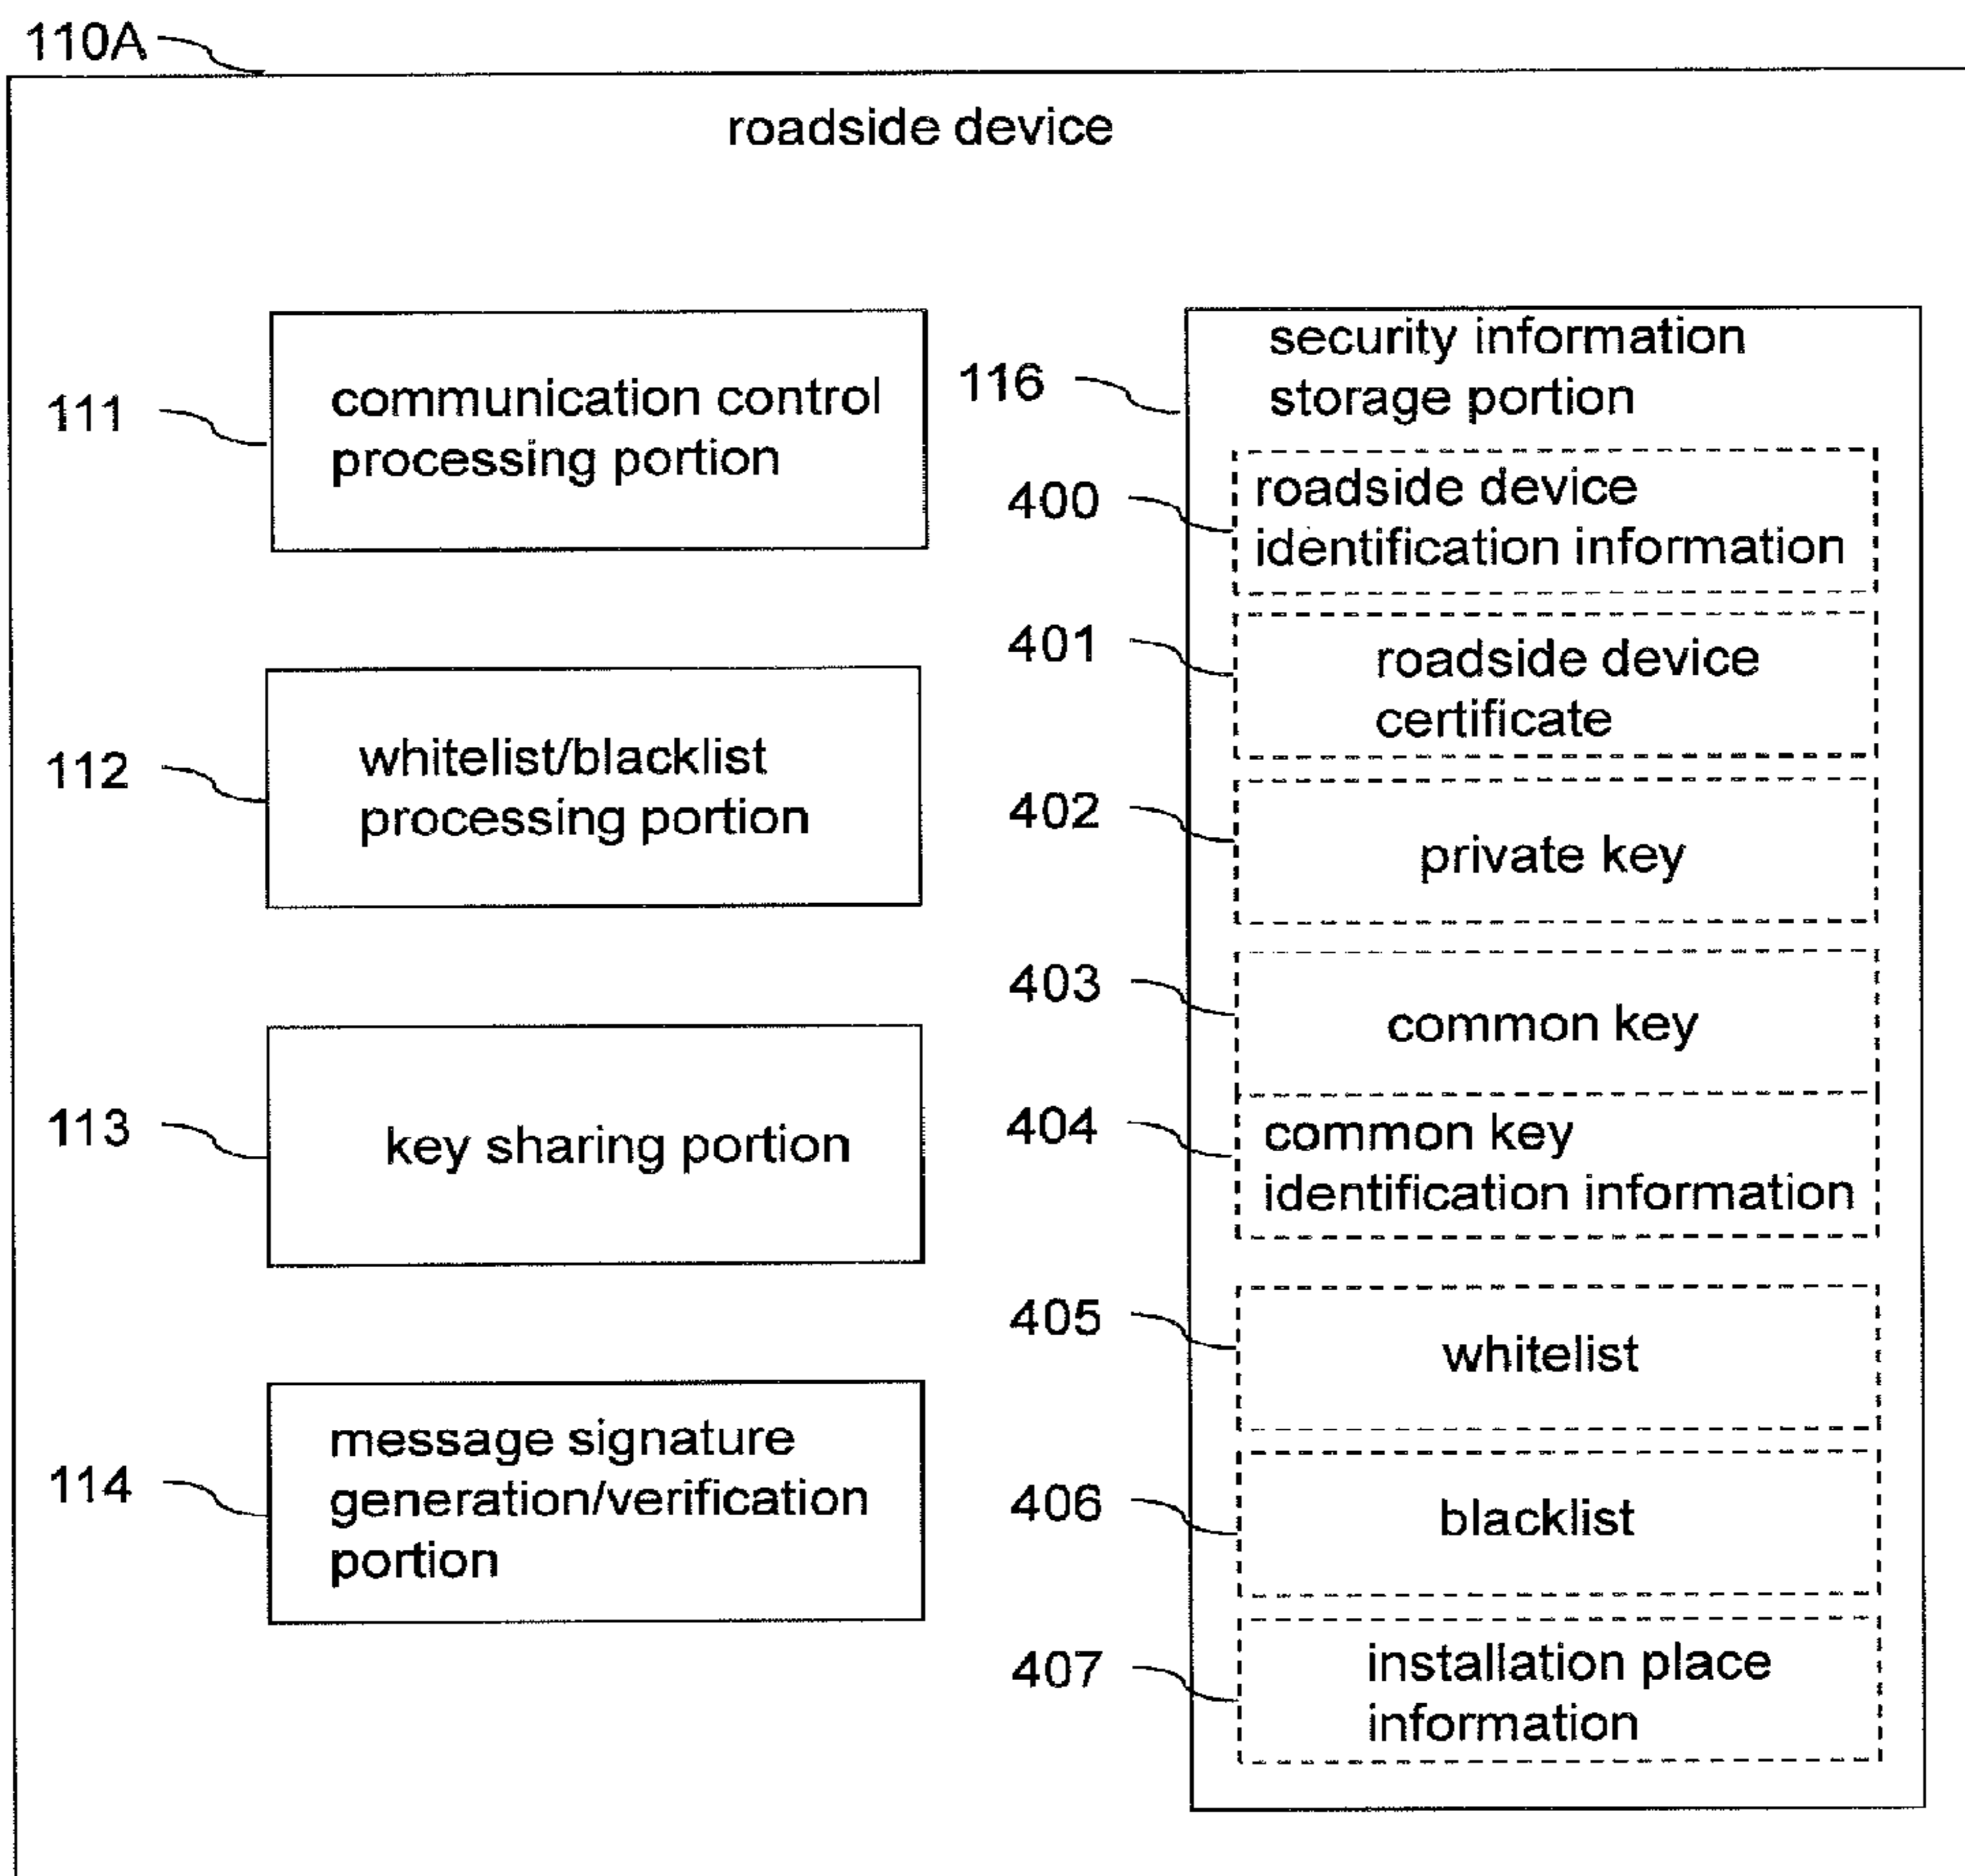 110A
roadside device
111
communication control
processing portion
112
whitelist/blacklist
processing portion
113
key sharing portion
114
message signature
generation/verification
portion
116
security information
storage portion
400
roadside device
identification information
401
roadside device
certificate
402
private key
403
common key
404
common key
identification information
405
whitelist
406
blacklist
407
installation place
information